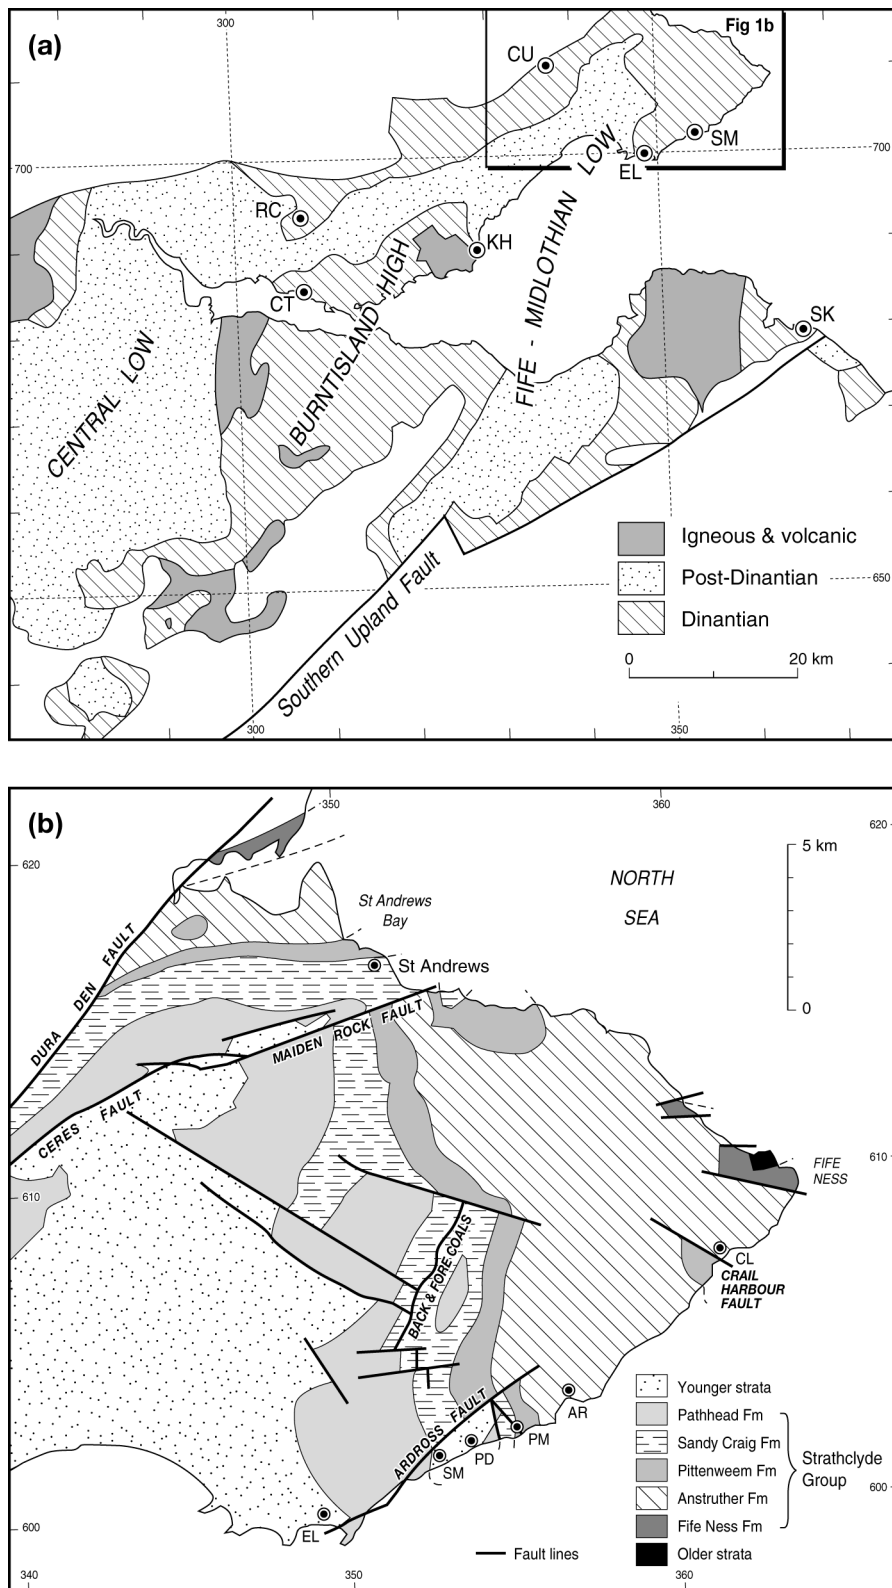 (a)
300
Fig 1b
CU
SM
EL
700
700
RC
KH
CT
SK
CENTRAL LOW
BURNTISLAND HIGH
FIFE - MIDLOTHIAN LOW
Southern Upland Fault
Igneous & volcanic
Post-Dinantian
650
Dinantian
0
20 km
300
350
(b)
350
360
620
620
5 km
0
NORTH
SEA
St Andrews
Bay
St Andrews
DURA DEN FAULT
MAIDEN ROCK FAULT
CERES FAULT
FIFE
NESS
610
610
BACK & FORE COALS
CL
CRAIL
HARBOUR
FAULT
ARDROSS FAULT
AR
PM
PD
SM
EL
Younger strata
Pathhead Fm
Sandy Craig Fm
Pittenweem Fm
Anstruther Fm
Fife Ness Fm
Older strata
Strathclyde
Group
Fault lines
600
600
340
350
360